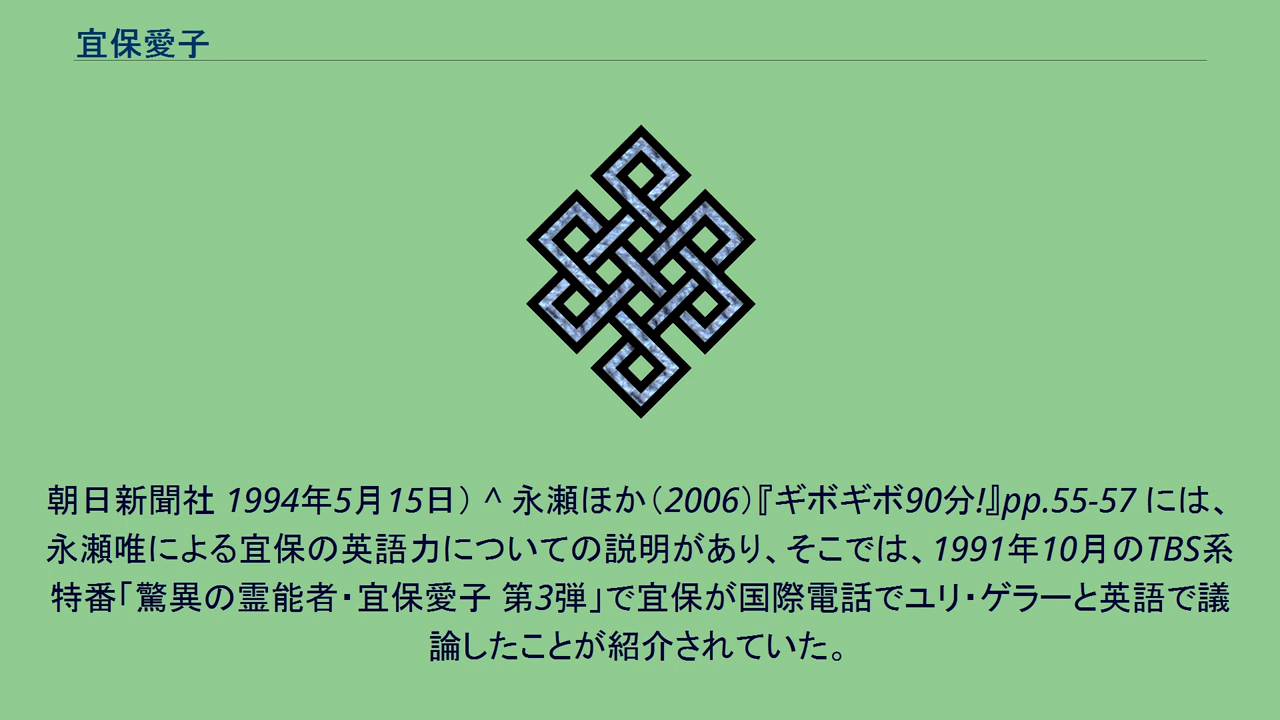 宜保愛子
朝日新聞社 1994年5月15日） ^ 永瀬ほか（2006）『ギボギボ90分!』pp.55-57 には、
永瀬唯による宜保の英語力についての説明があり、そこでは、1991年10月のTBS系
特番「驚異の霊能者・宜保愛子 第3弾」で宜保が国際電話でユリ・ゲラーと英語で議
論したことが紹介されていた。